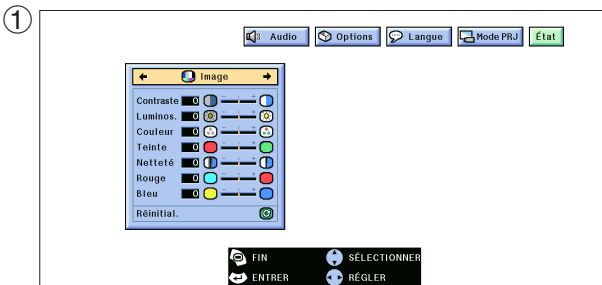 ①
Audio Options Langue Mode PRJ État
Image
Contraste 0 - +
Luminos. 0 - +
Couleur 0 - +
Teinte 0 - +
Netteté 0 - +
Rouge 0 - +
Bleu 0 - +
Réinitial.
FIN SÉLECTIONNER
ENTRER RÉGLER